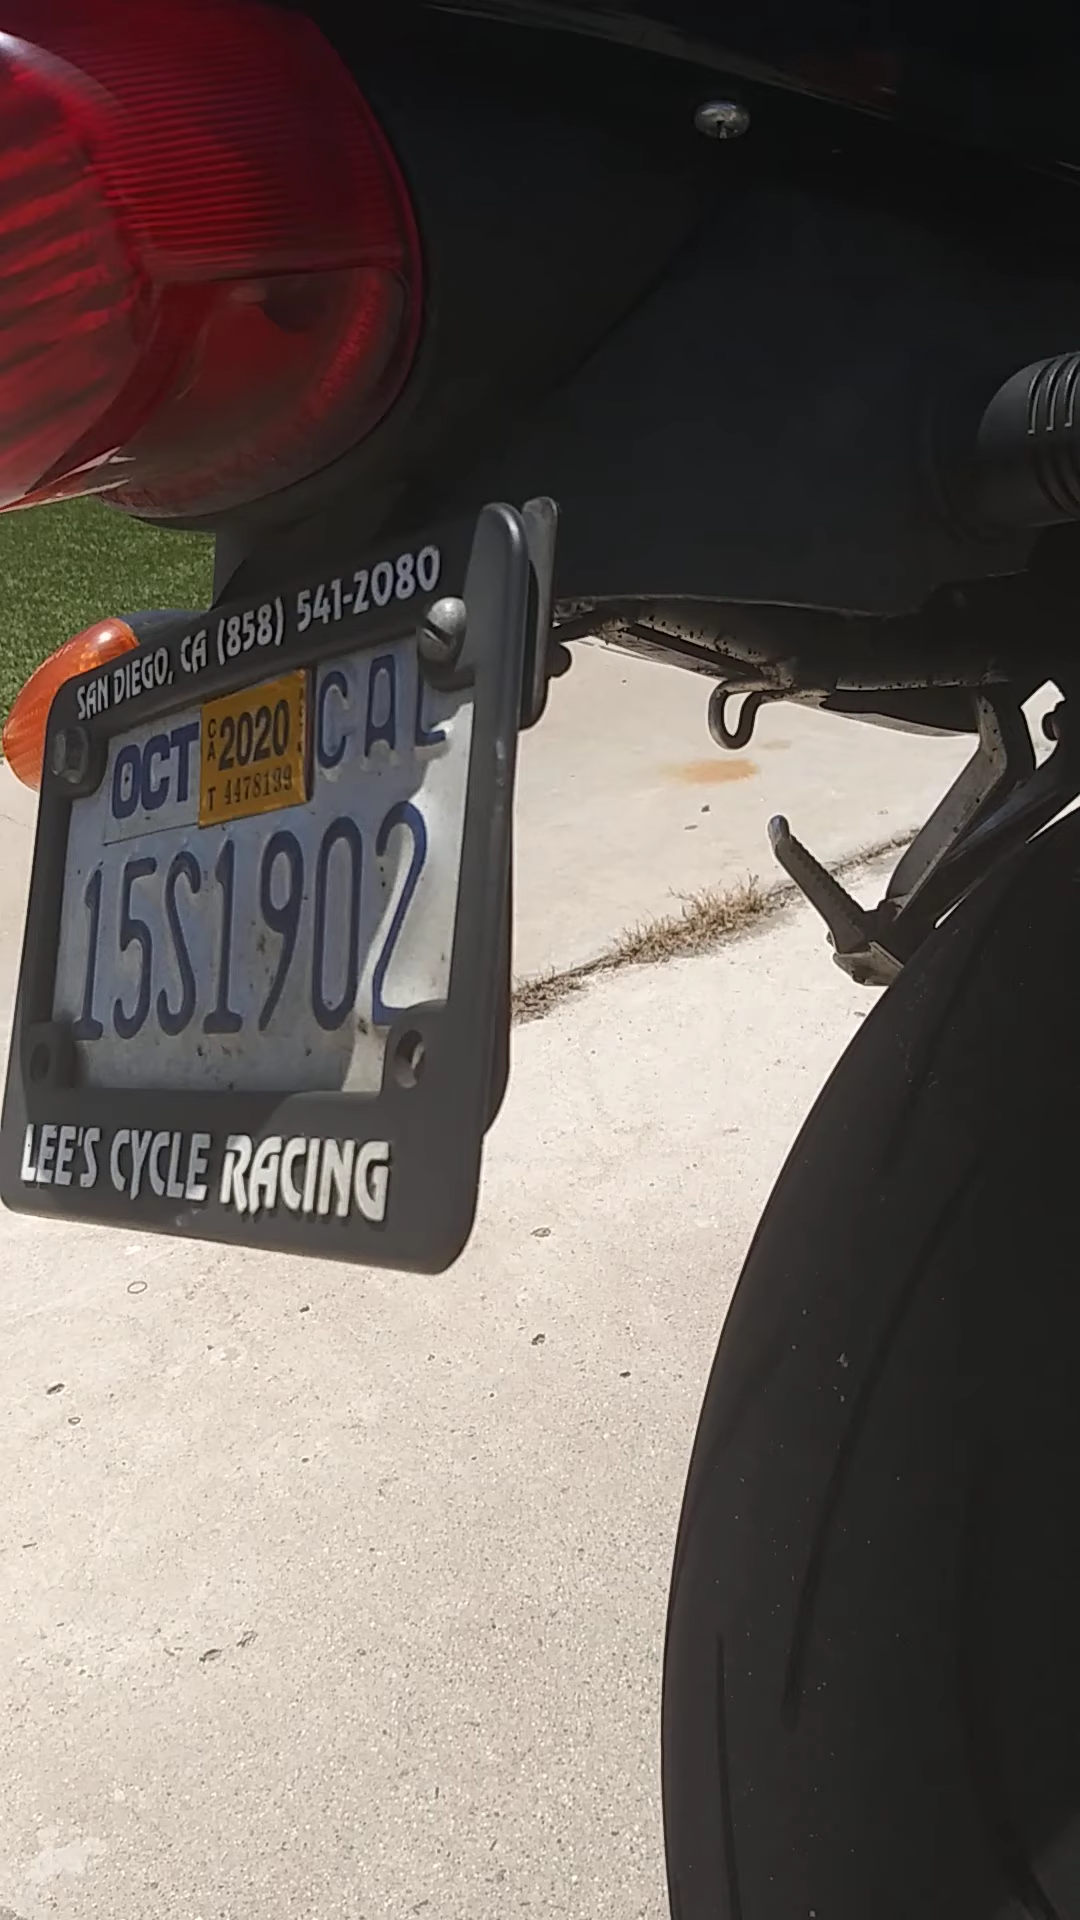 SAN DIEGO, CA (858) 541-2080
OCT CA 2020 CAL
T 4478199
15S1902
LEE'S CYCLE RACING